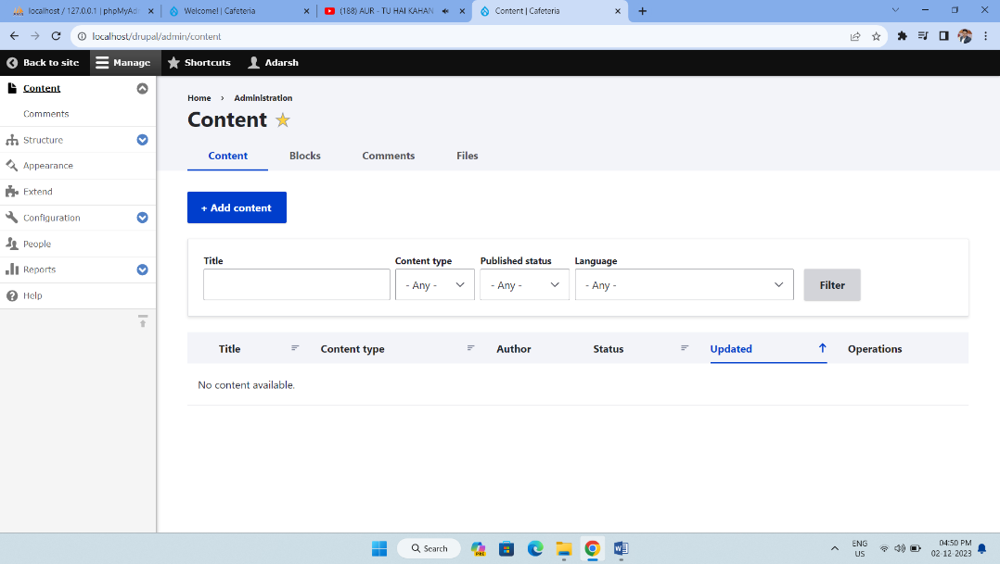 localhost / 127.0.0.1 | phpMyAd
Welcome! | Cafeteria
(188) AUR - TU HAI KAHAN
Content | Cafeteria
localhost/drupal/admin/content
Back to site
Manage
Shortcuts
Adarsh
Content
Comments
Structure
Appearance
Extend
Configuration
People
Reports
Help
Home › Administration
Content
Content
Blocks
Comments
Files
+ Add content
Title
Content type
Published status
Language
- Any -
- Any -
- Any -
Filter
Title
Content type
Author
Status
Updated
Operations
No content available.
Search
PRE
ENG
US
04:50 PM
02-12-2023